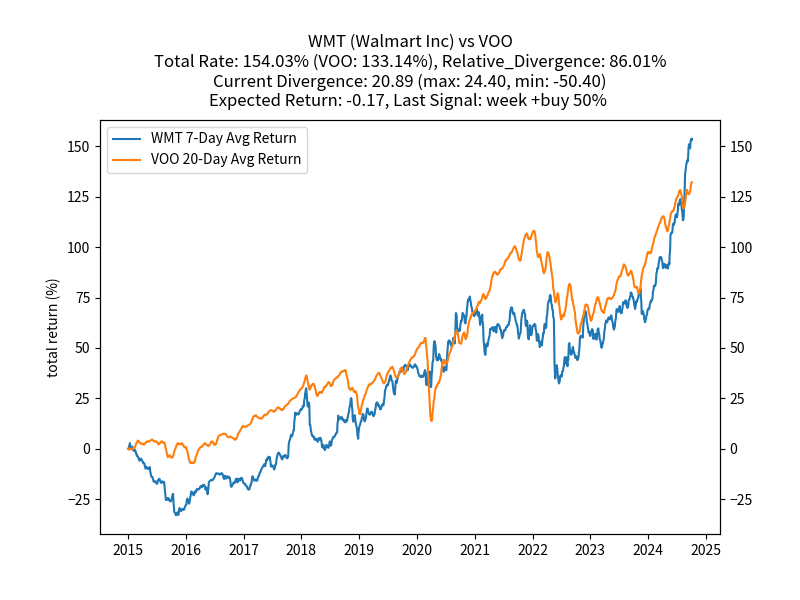 WMT (Walmart Inc) vs VOO
Total Rate: 154.03% (VOO: 133.14%), Relative_Divergence: 86.01%
Current Divergence: 20.89 (max: 24.40, min: -50.40)
Expected Return: -0.17, Last Signal: week +buy 50%
WMT 7-Day Avg Return
VOO 20-Day Avg Return
total return (%)
150 150
125 125
100 100
75 75
50 50
25 25
0 0
−25 −25
2015 2016 2017 2018 2019 2020 2021 2022 2023 2024 2025